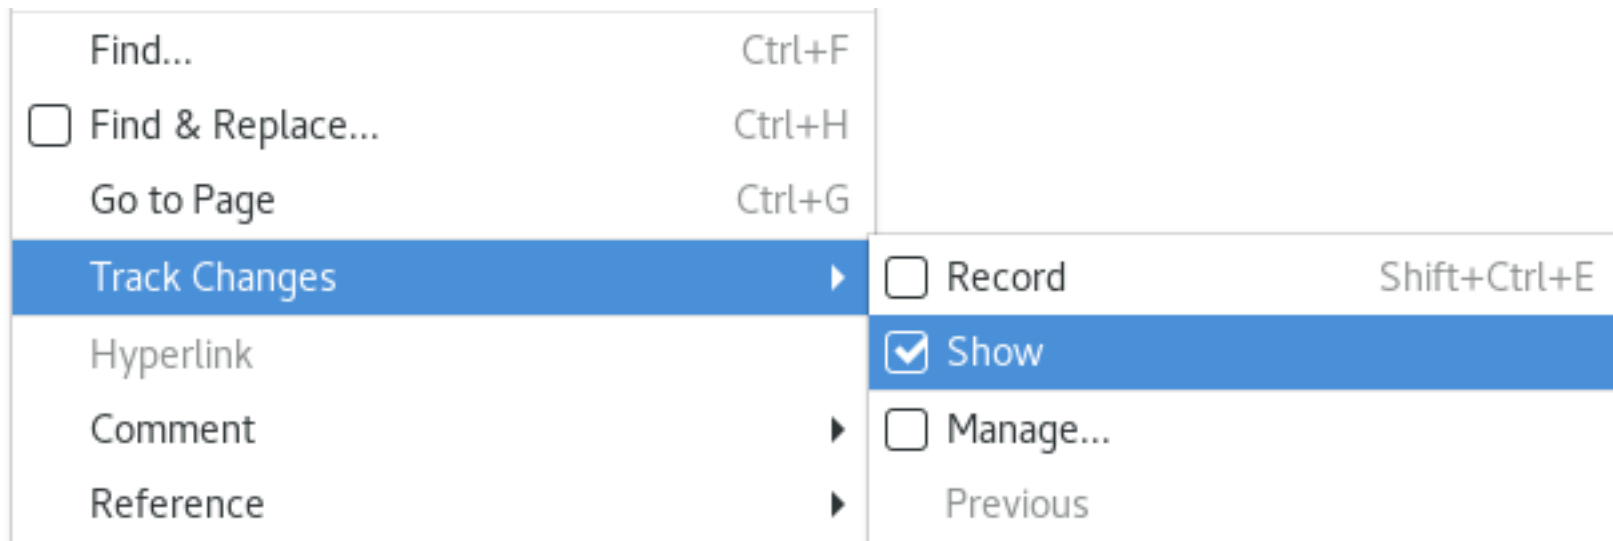 Find... Ctrl+F
Find & Replace... Ctrl+H
Go to Page Ctrl+G
Track Changes
Hyperlink
Comment
Reference
Record Shift+Ctrl+E
Show
Manage...
Previous